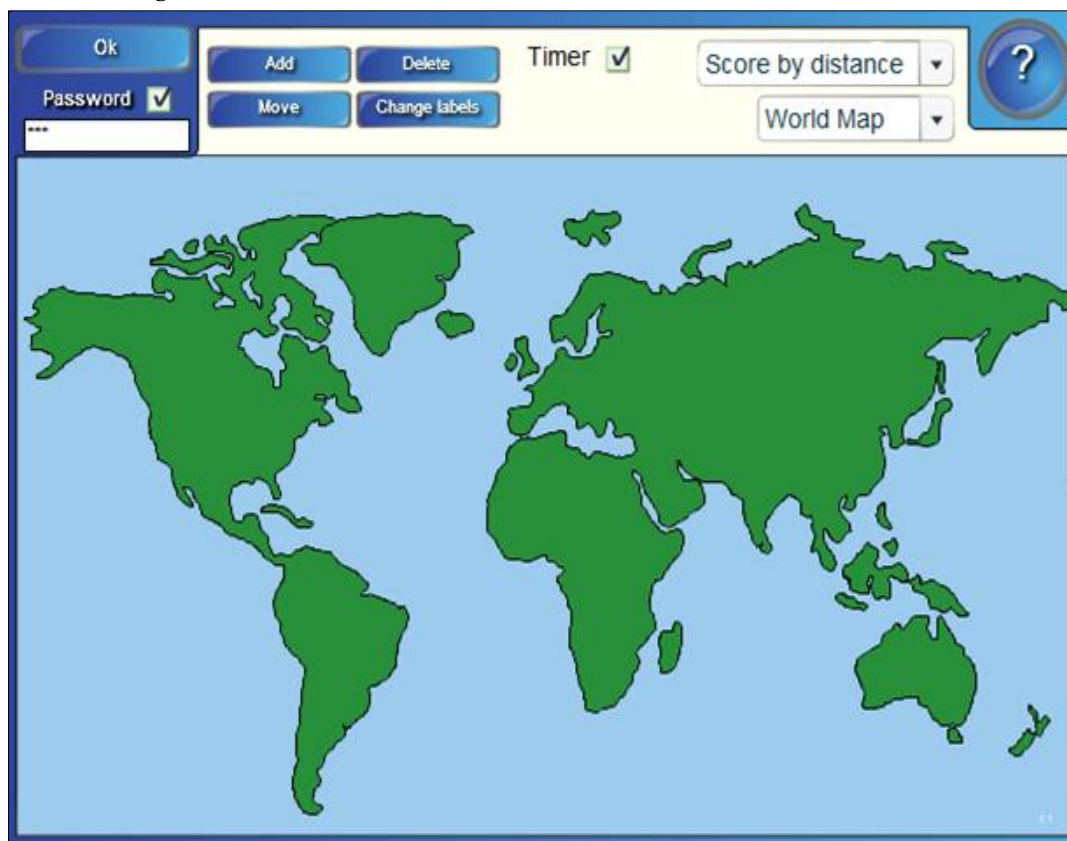 Ok
Password
***
Add
Delete
Move
Change labels
Timer
Score by distance
World Map
?